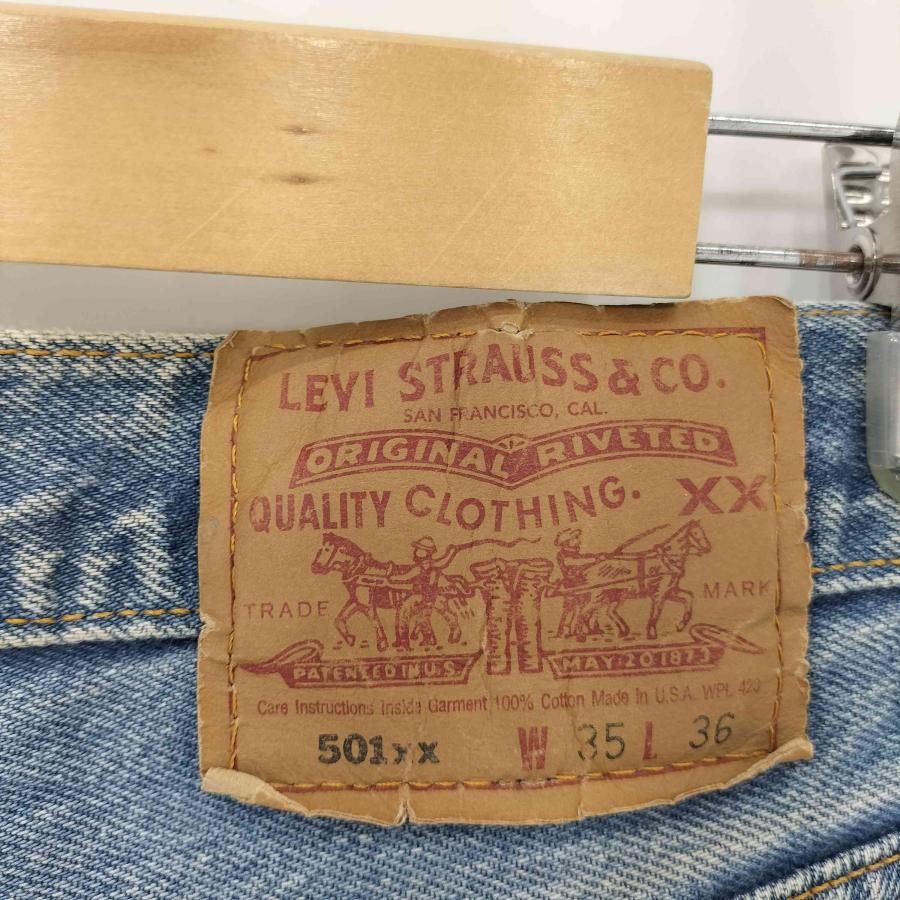 LEVI STRAUSS & CO.
SAN FRANCISCO, CAL.
ORIGINAL RIVETED
QUALITY CLOTHING. XX
TRADE MARK
PATENTED IN U.S. MAY 20 1873
Care Instructions Inside Garment 100% Cotton Made in U.S.A. WPL 423
501xx W 35 L 36